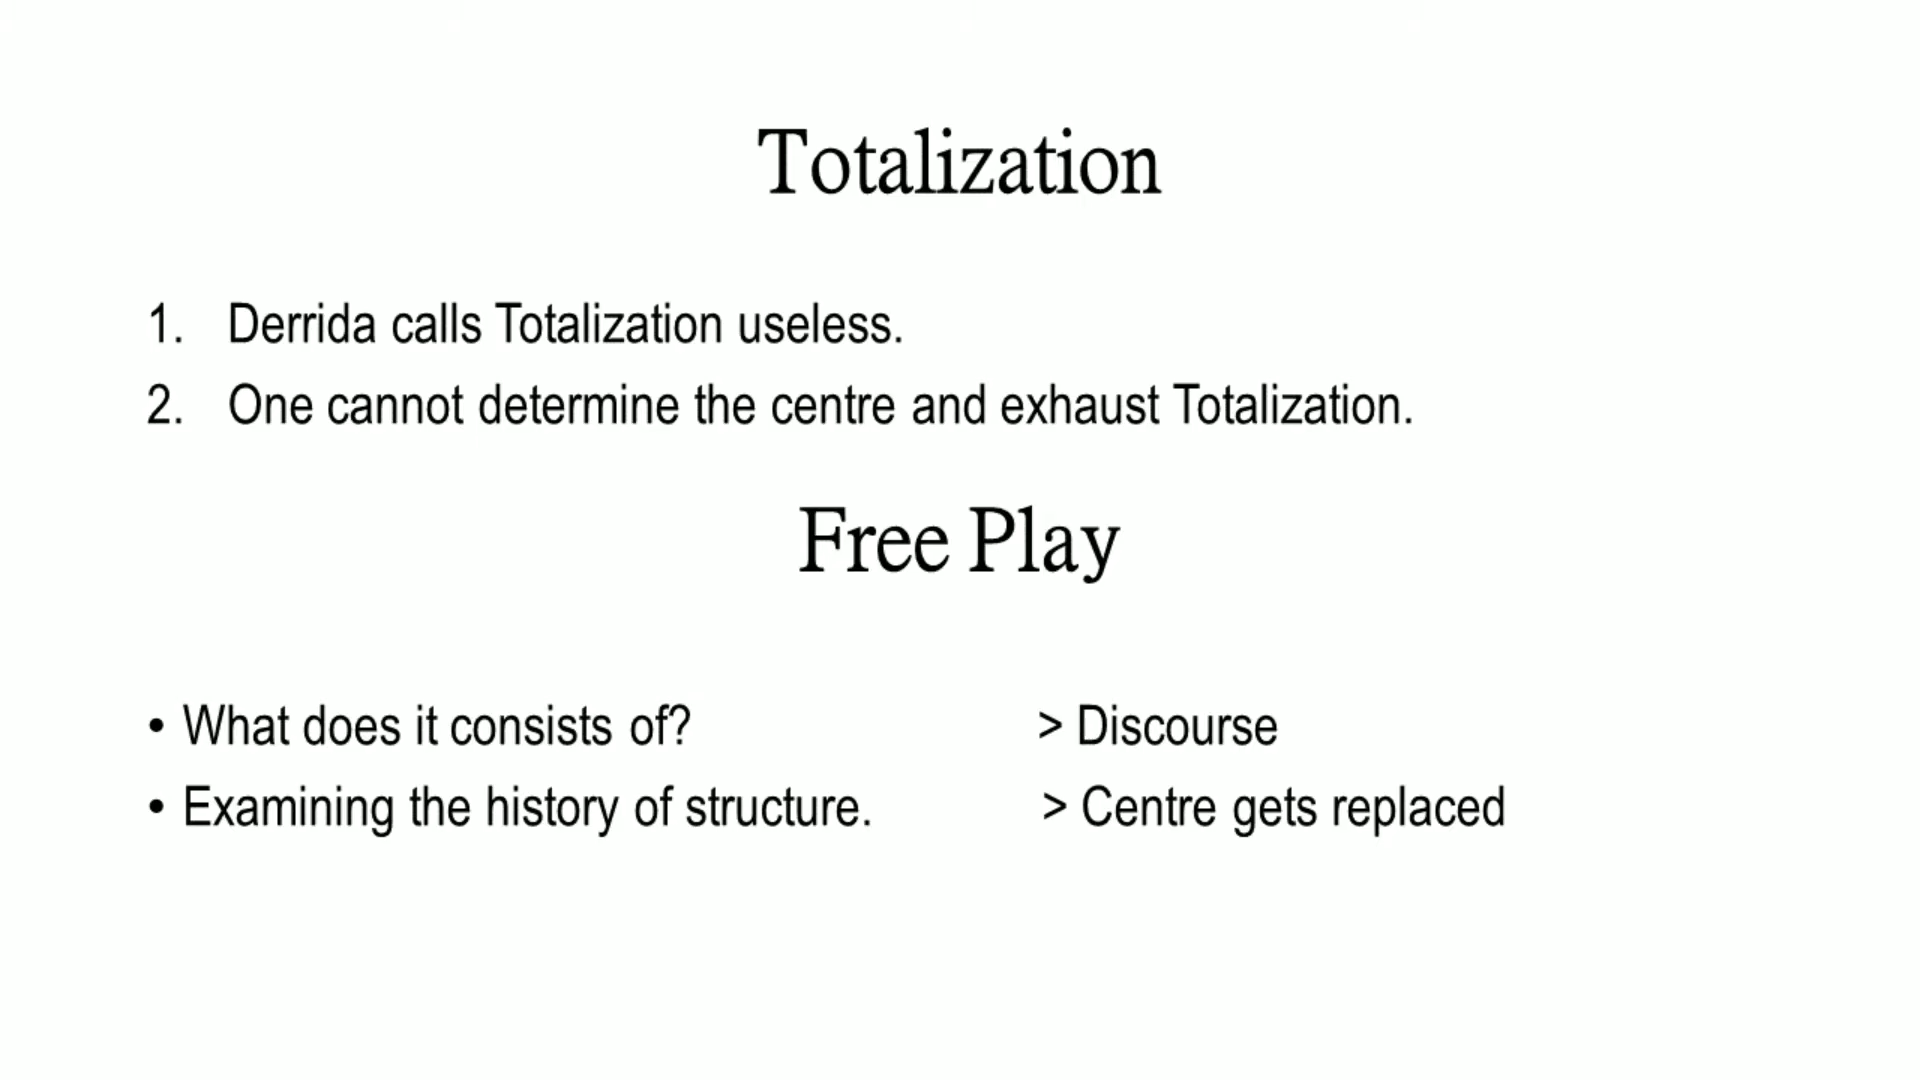 Totalization
1. Derrida calls Totalization useless.
2. One cannot determine the centre and exhaust Totalization.
Free Play
• What does it consists of? > Discourse
• Examining the history of structure. > Centre gets replaced